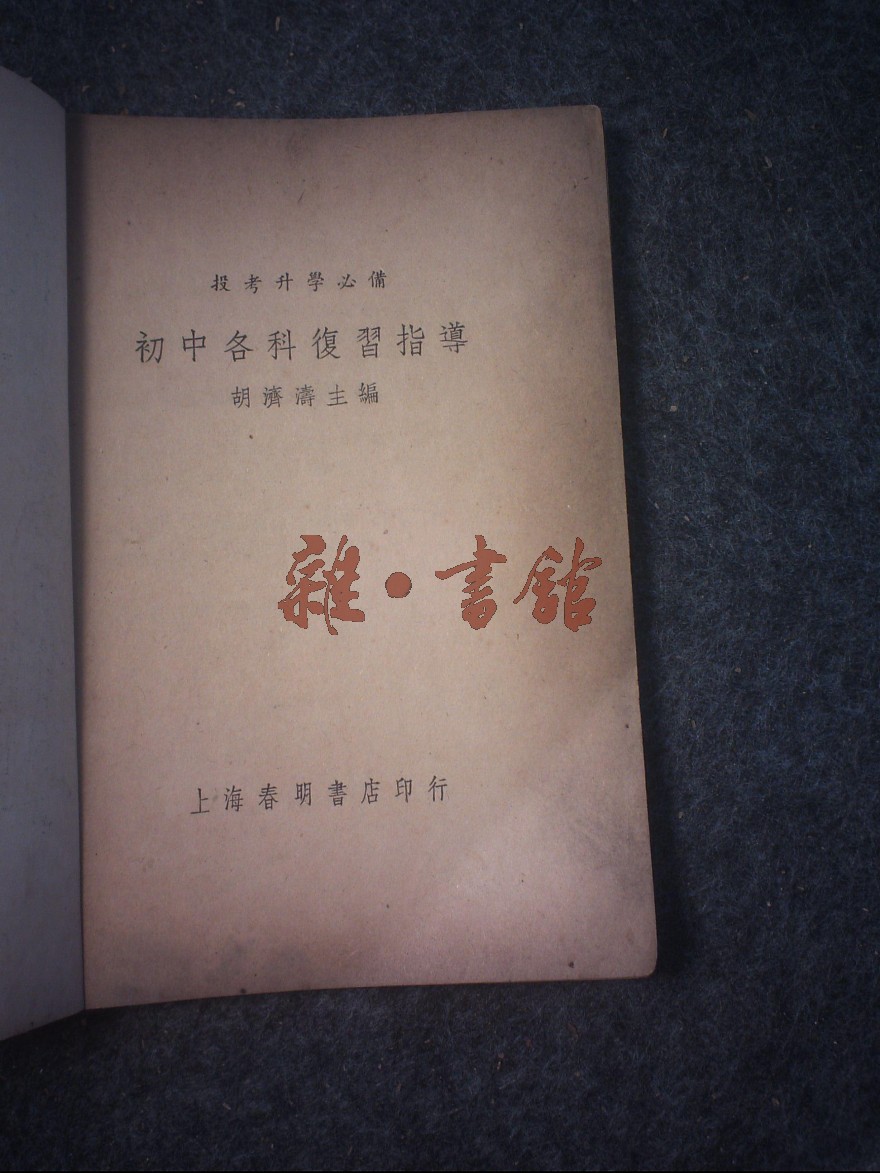 投考升學必備
初中各科復習指導
胡濟濤主編
雜·書館
上海春明書店印行